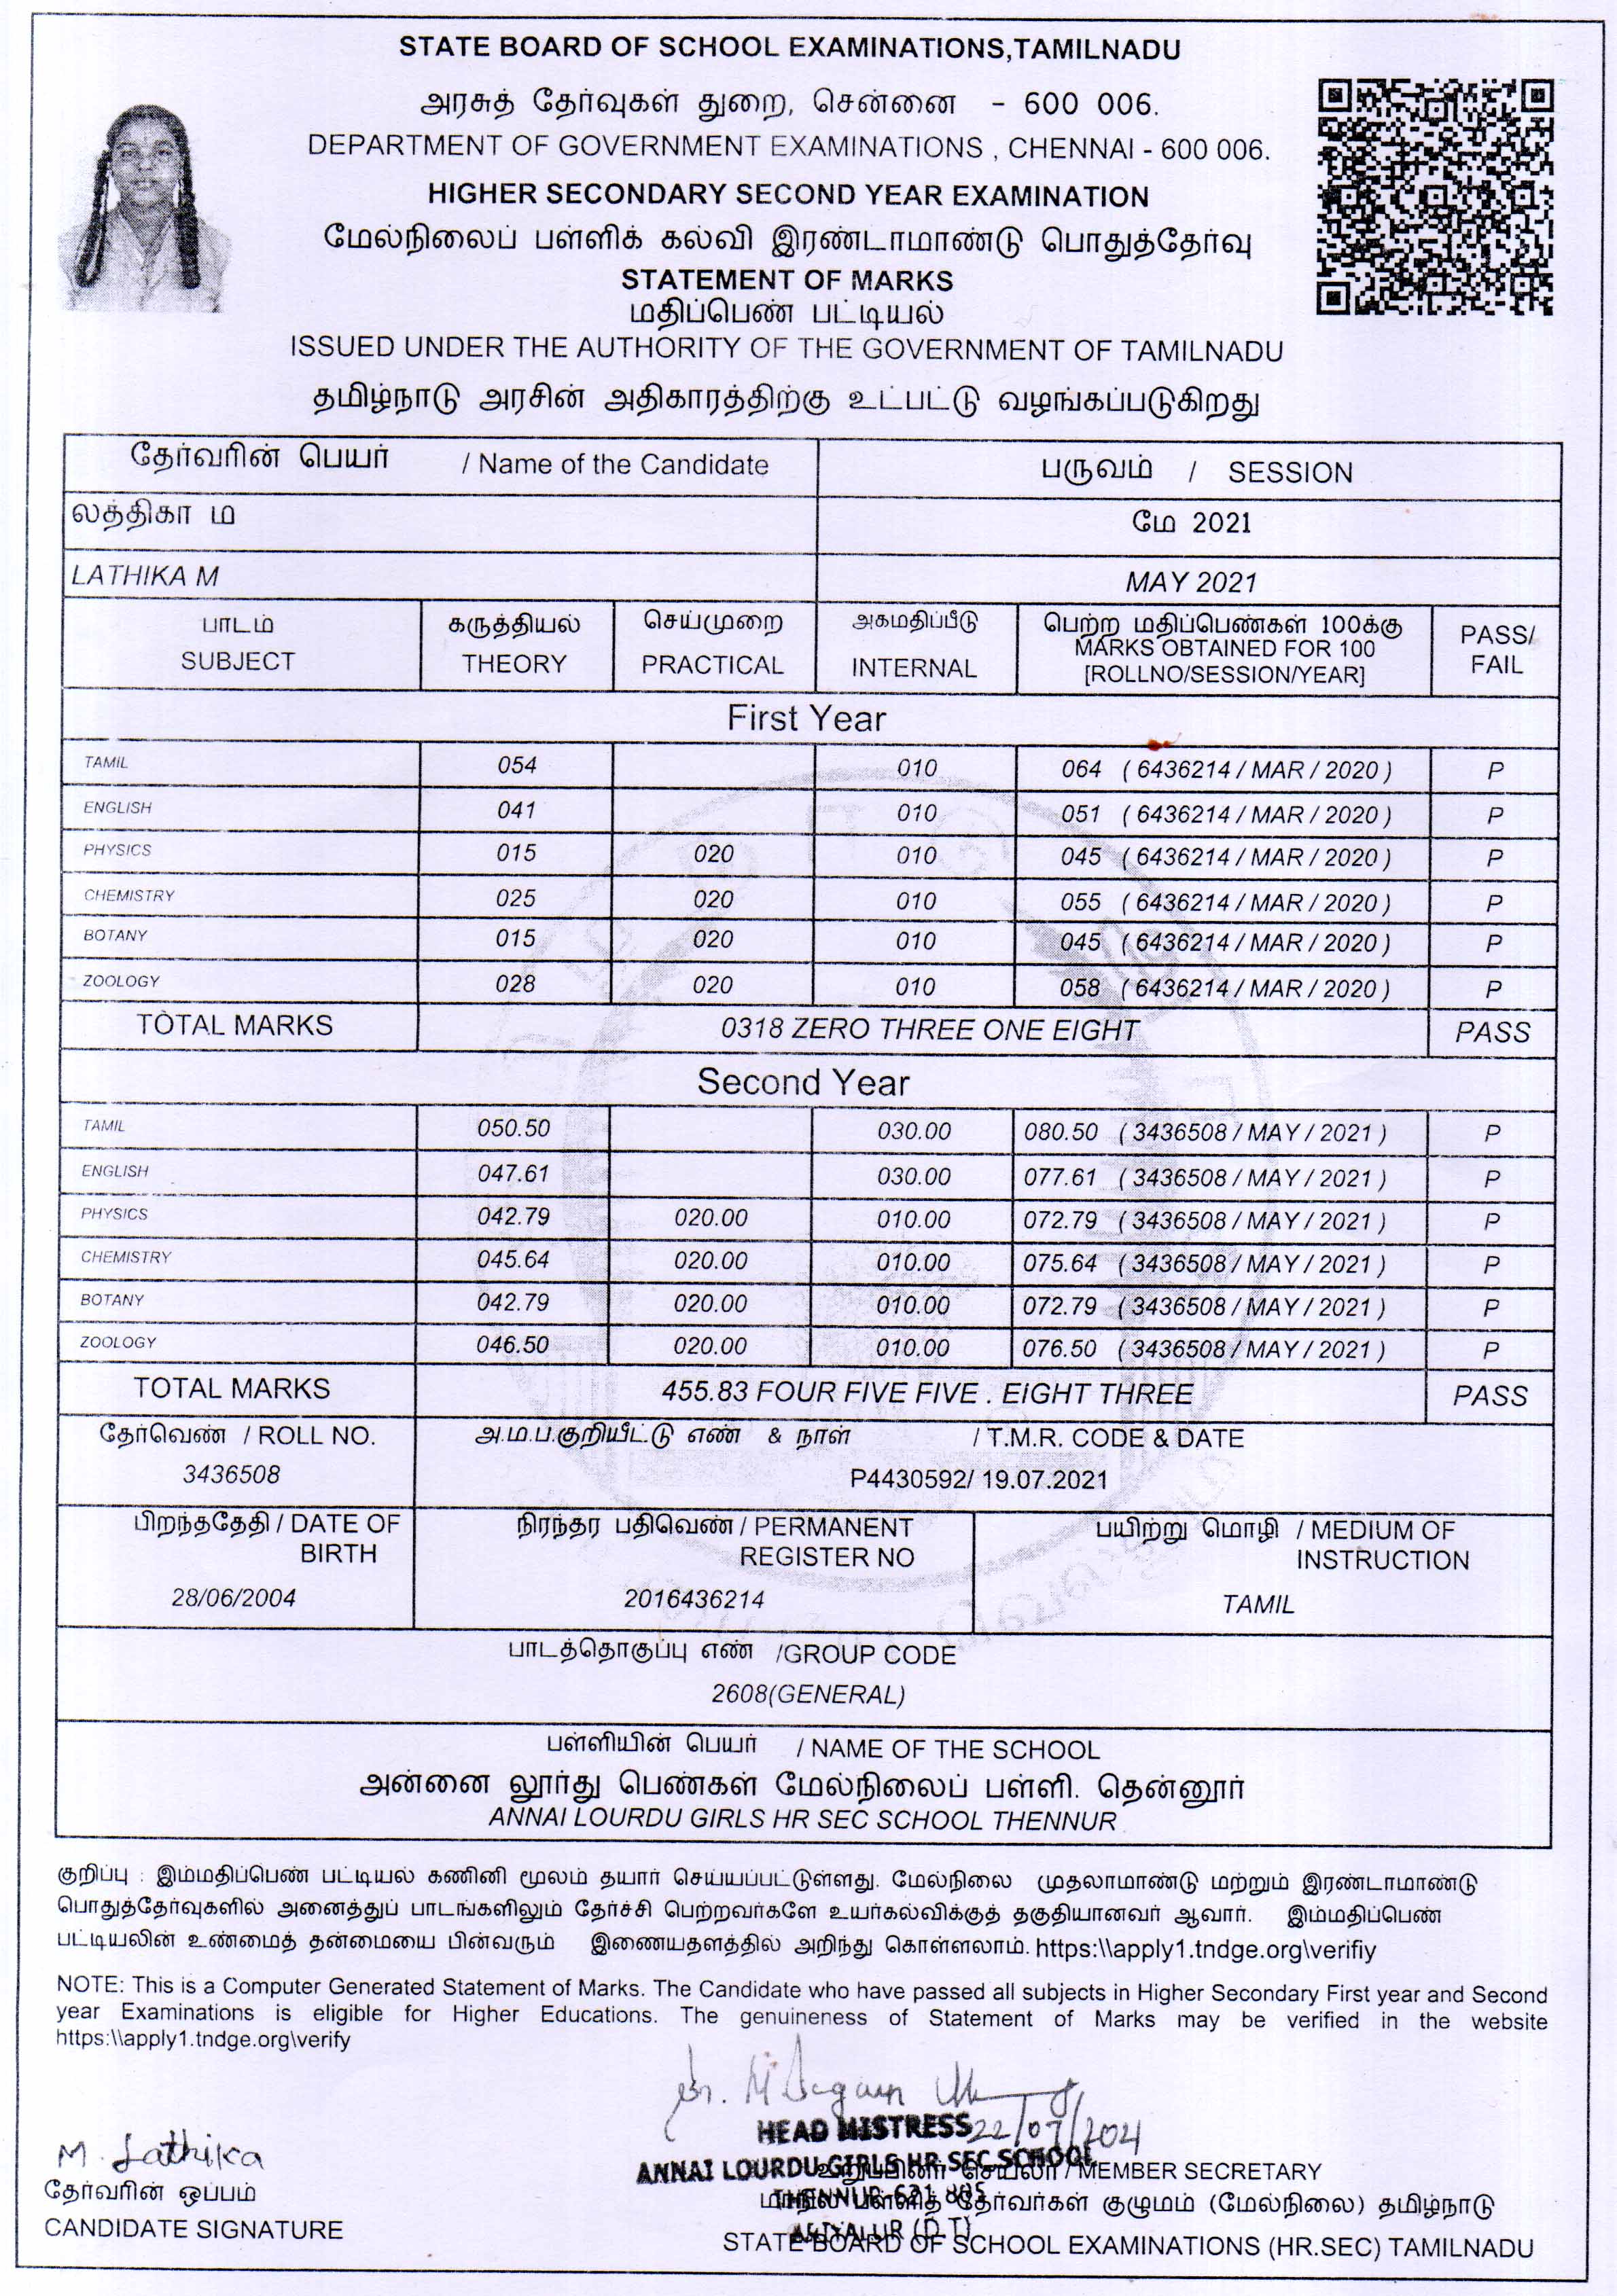 STATE BOARD OF SCHOOL EXAMINATIONS,TAMILNADU
அரசுத் தேர்வுகள் துறை, சென்னை - 600 006.
DEPARTMENT OF GOVERNMENT EXAMINATIONS , CHENNAI - 600 006.
HIGHER SECONDARY SECOND YEAR EXAMINATION
மேல்நிலைப் பள்ளிக் கல்வி இரண்டாமாண்டு பொதுத்தேர்வு
STATEMENT OF MARKS
மதிப்பெண் பட்டியல்
ISSUED UNDER THE AUTHORITY OF THE GOVERNMENT OF TAMILNADU
தமிழ்நாடு அரசின் அதிகாரத்திற்கு உட்பட்டு வழங்கப்படுகிறது
தேர்வரின் பெயர் / Name of the Candidate பருவம் / SESSION
லத்திகா ம மே 2021
LATHIKA M MAY 2021
பாடம் கருத்தியல் செய்முறை அகமதிப்பீடு பெற்ற மதிப்பெண்கள் 100க்கு PASS/
SUBJECT THEORY PRACTICAL INTERNAL MARKS OBTAINED FOR 100 FAIL
[ROLLNO/SESSION/YEAR]
First Year
TAMIL 054 010 064 ( 6436214 / MAR / 2020 ) P
ENGLISH 041 010 051 ( 6436214 / MAR / 2020 ) P
PHYSICS 015 020 010 045 ( 6436214 / MAR / 2020 ) P
CHEMISTRY 025 020 010 055 ( 6436214 / MAR / 2020 ) P
BOTANY 015 020 010 045 ( 6436214 / MAR / 2020 ) P
ZOOLOGY 028 020 010 058 ( 6436214 / MAR / 2020 ) P
TOTAL MARKS 0318 ZERO THREE ONE EIGHT PASS
Second Year
TAMIL 050.50 030.00 080.50 ( 3436508 / MAY / 2021 ) P
ENGLISH 047.61 030.00 077.61 ( 3436508 / MAY / 2021 ) P
PHYSICS 042.79 020.00 010.00 072.79 ( 3436508 / MAY / 2021 ) P
CHEMISTRY 045.64 020.00 010.00 075.64 ( 3436508 / MAY / 2021 ) P
BOTANY 042.79 020.00 010.00 072.79 ( 3436508 / MAY / 2021 ) P
ZOOLOGY 046.50 020.00 010.00 076.50 ( 3436508 / MAY / 2021 ) P
TOTAL MARKS 455.83 FOUR FIVE FIVE . EIGHT THREE PASS
தேர்வெண் / ROLL NO. அ.ம.ப.குறியீட்டு எண் & நாள் / T.M.R. CODE & DATE
3436508 P4430592/ 19.07.2021
பிறந்ததேதி / DATE OF நிரந்தர பதிவெண் / PERMANENT பயிற்று மொழி / MEDIUM OF
BIRTH REGISTER NO INSTRUCTION
28/06/2004 2016436214 TAMIL
பாடத்தொகுப்பு எண் /GROUP CODE
2608(GENERAL)
பள்ளியின் பெயர் / NAME OF THE SCHOOL
அன்னை லூர்து பெண்கள் மேல்நிலைப் பள்ளி. தென்னூர்
ANNAI LOURDU GIRLS HR SEC SCHOOL THENNUR
குறிப்பு : இம்மதிப்பெண் பட்டியல் கணினி மூலம் தயார் செய்யப்பட்டுள்ளது. மேல்நிலை முதலாமாண்டு மற்றும் இரண்டாமாண்டு
பொதுத்தேர்வுகளில் அனைத்துப் பாடங்களிலும் தேர்ச்சி பெற்றவர்களே உயர்கல்விக்குத் தகுதியானவர் ஆவார். இம்மதிப்பெண்
பட்டியலின் உண்மைத் தன்மையை பின்வரும் இணையதளத்தில் அறிந்து கொள்ளலாம். https:\\apply1.tndge.org\verifiy
NOTE: This is a Computer Generated Statement of Marks. The Candidate who have passed all subjects in Higher Secondary First year and Second
year Examinations is eligible for Higher Educations. The genuineness of Statement of Marks may be verified in the website
https:\\apply1.tndge.org\verify
HEAD MISTRESS 22/07/2021
M. Lathika
ANNAI LOURDU GIRLS HR.SEC.SCHOOL
உறுப்பினர் செயலர் / MEMBER SECRETARY
தேர்வரின் ஒப்பம்
THENNUR-621 805
மாநில பள்ளித் தேர்வர்கள் குழுமம் (மேல்நிலை) தமிழ்நாடு
CANDIDATE SIGNATURE
ARIYALUR (D.T)
STATE BOARD OF SCHOOL EXAMINATIONS (HR.SEC) TAMILNADU